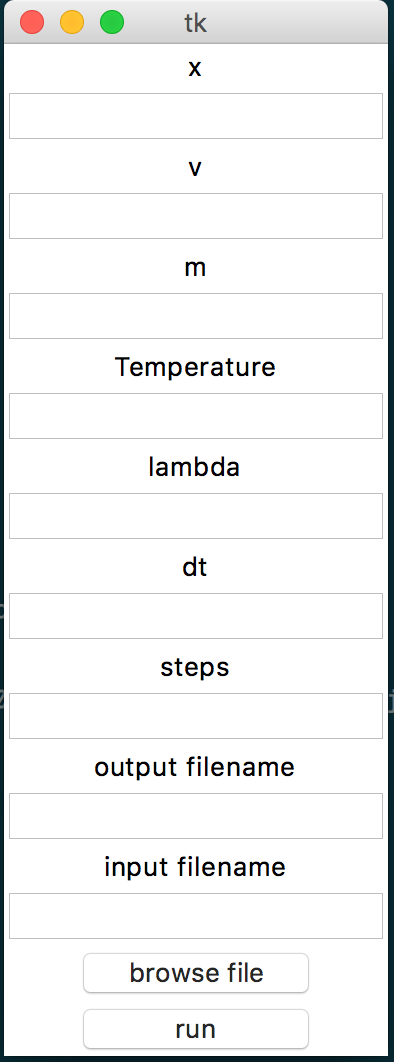 tk
x
v
m
Temperature
lambda
dt
steps
output filename
input filename
browse file
run